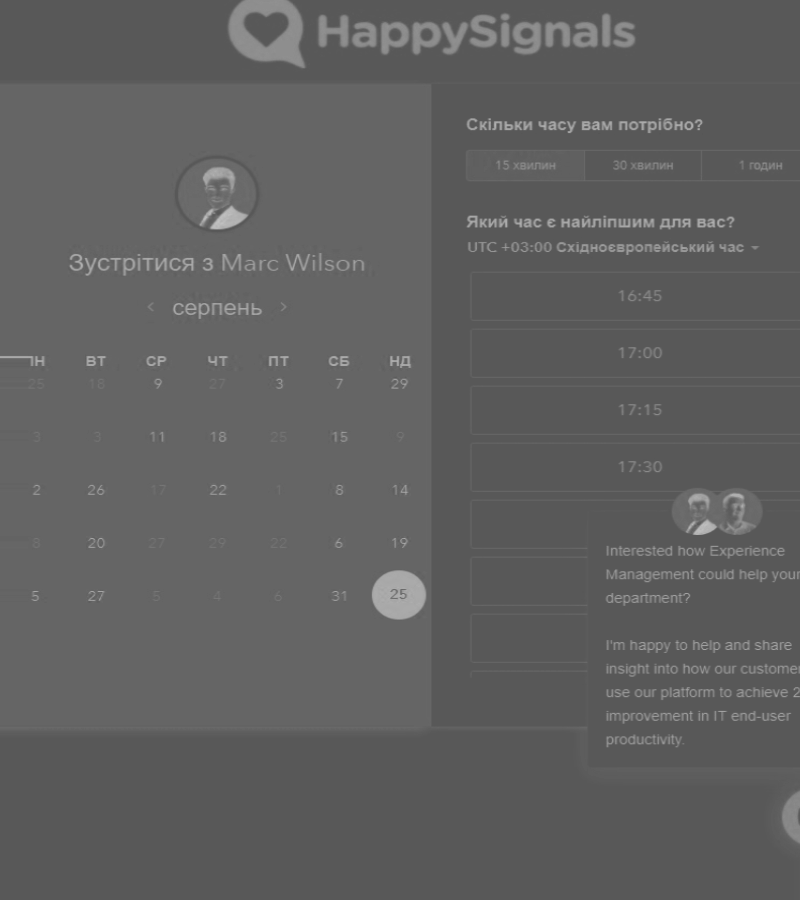 HappySignals
Зустрітися з Marc Wilson
серпень
ПН ВТ СР ЧТ ПТ СБ НД
25 18 9 27 3 7 29
3 3 11 18 25 15 9
2 26 17 22 1 8 14
8 20 27 29 22 6 19
5 27 5 4 6 31 25
Скільки часу вам потрібно?
15 хвилин 30 хвилин 1 годин
Який час є найліпшим для вас?
UTC +03:00 Східноєвропейський час
16:45
17:00
17:15
17:30
Interested how Experience
Management could help your
department?
I'm happy to help and share
insight into how our customer
use our platform to achieve 2
improvement in IT end-user
productivity.